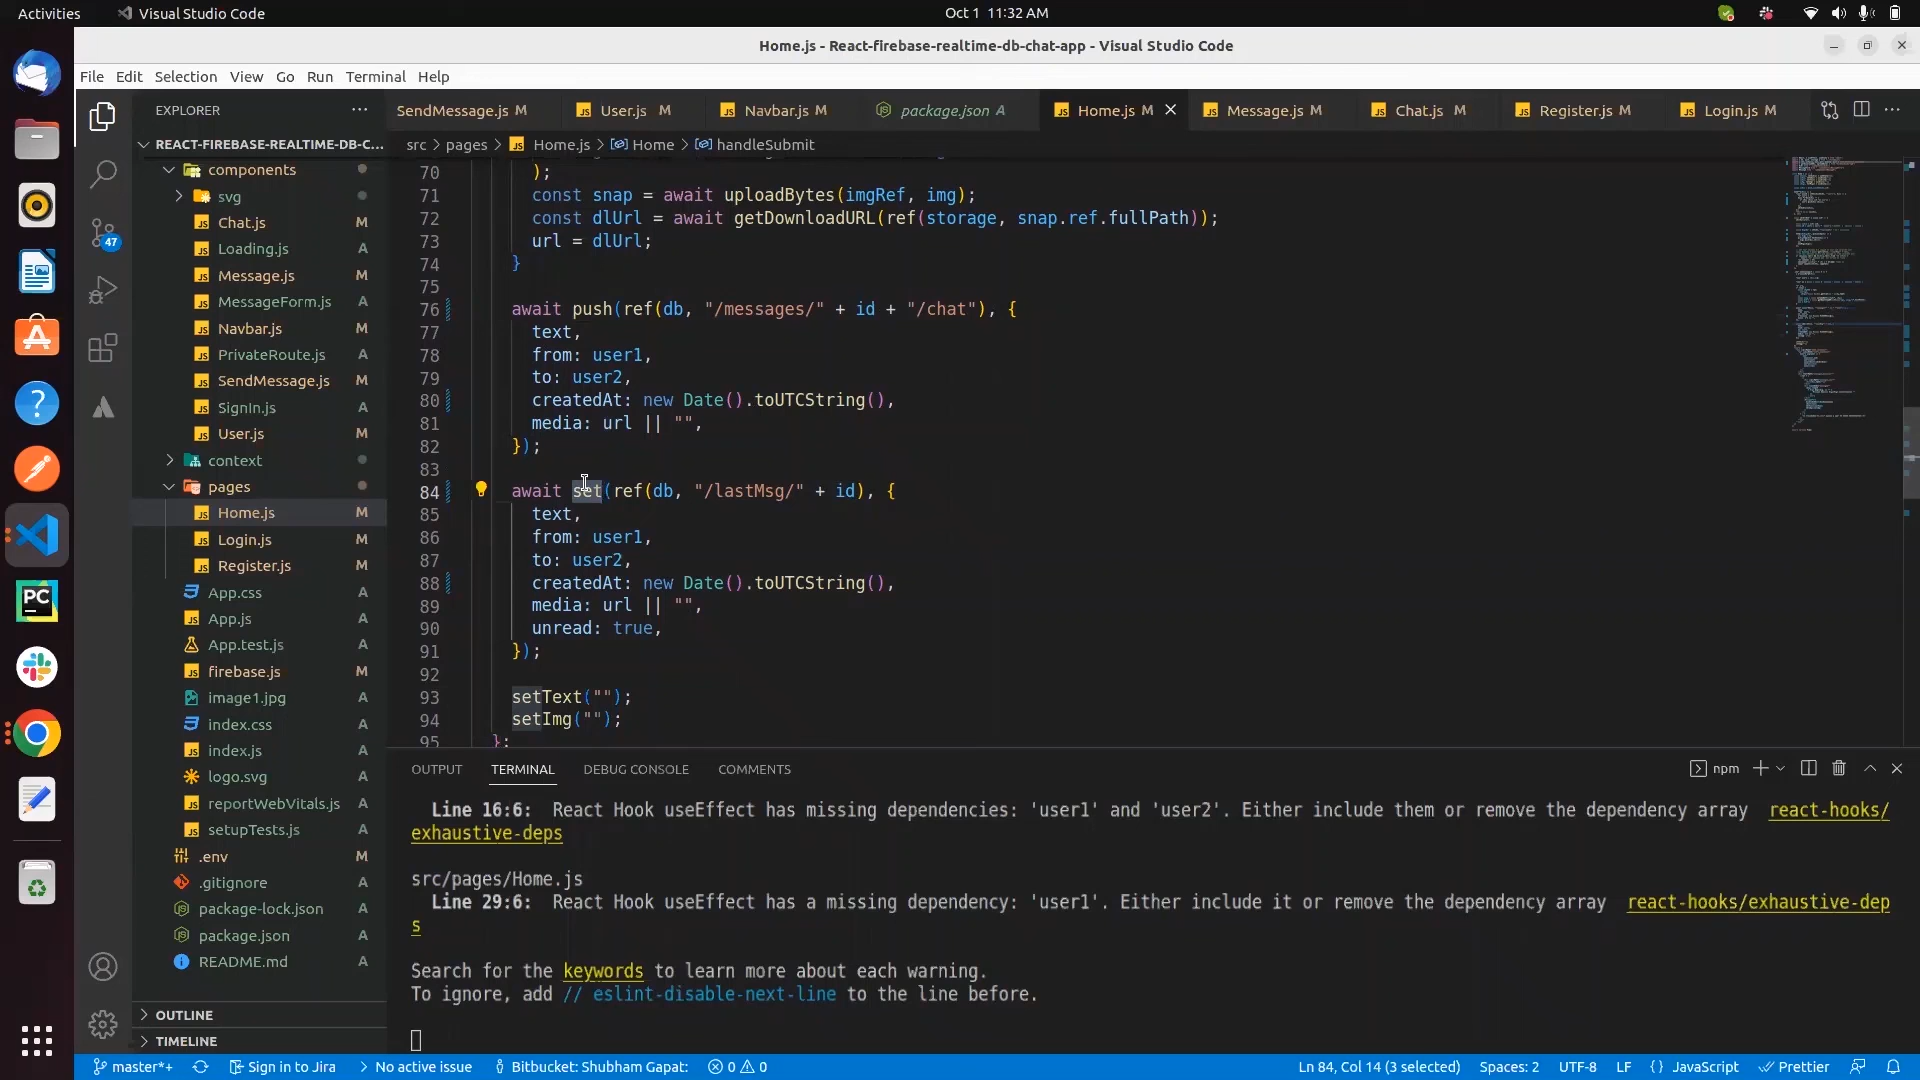 Activities
Visual Studio Code
Oct 1 11:32 AM
Home.js - React-firebase-realtime-db-chat-app - Visual Studio Code
File Edit Selection View Go Run Terminal Help
EXPLORER
SendMessage.js M
User.js M
Navbar.js M
package.json A
Home.js M
Message.js M
Chat.js M
Register.js M
Login.js M
REACT-FIREBASE-REALTIME-DB-C...
src > pages > Home.js > Home > handleSubmit
components
svg
Chat.js M
Loading.js A
Message.js M
MessageForm.js A
Navbar.js M
PrivateRoute.js A
SendMessage.js M
SignIn.js A
User.js M
context
pages
Home.js M
Login.js M
Register.js M
App.css A
App.js A
App.test.js A
firebase.js M
image1.jpg A
index.css A
index.js A
logo.svg A
reportWebVitals.js A
setupTests.js A
.env M
.gitignore A
package-lock.json A
package.json A
README.md A
OUTLINE
TIMELINE
47
PC
70 );
71 const snap = await uploadBytes(imgRef, img);
72 const dlUrl = await getDownloadURL(ref(storage, snap.ref.fullPath));
73 url = dlUrl;
74 }
75
76 await push(ref(db, "/messages/" + id + "/chat"), {
77 text,
78 from: user1,
79 to: user2,
80 createdAt: new Date().toUTCString(),
81 media: url || "",
82 });
83
84 await set(ref(db, "/lastMsg/" + id), {
85 text,
86 from: user1,
87 to: user2,
88 createdAt: new Date().toUTCString(),
89 media: url || "",
90 unread: true,
91 });
92
93 setText("");
94 setImg("");
95 };
OUTPUT TERMINAL DEBUG CONSOLE COMMENTS
npm
Line 16:6: React Hook useEffect has missing dependencies: 'user1' and 'user2'. Either include them or remove the dependency array react-hooks/
exhaustive-deps
src/pages/Home.js
Line 29:6: React Hook useEffect has a missing dependency: 'user1'. Either include it or remove the dependency array react-hooks/exhaustive-dep
s
Search for the keywords to learn more about each warning.
To ignore, add // eslint-disable-next-line to the line before.
master*+
Sign in to Jira
No active issue
Bitbucket: Shubham Gapat:
0 0
Ln 84, Col 14 (3 selected)
Spaces: 2
UTF-8
LF
{} JavaScript
Prettier